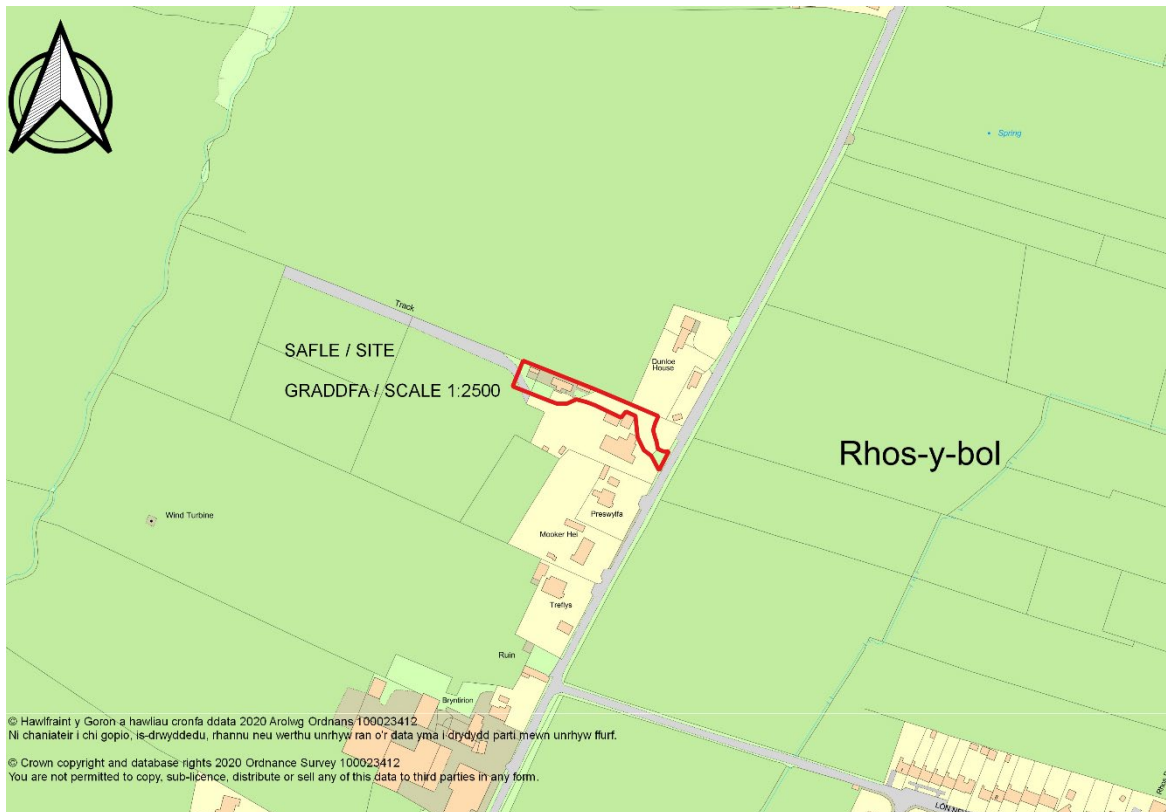 Spring
Track
SAFLE / SITE
GRADDFA / SCALE 1:2500
Dunloe
House
Rhos-y-bol
Wind Turbine
Preswylfa
Mooker Hei
Treflys
Ruin
Bryntirion
© Hawlfraint y Goron a hawliau cronfa ddata 2020 Arolwg Ordnans 100023412
Ni chaniateir i chi gopio, is-drwyddedu, rhannu neu werthu unrhyw ran o'r data yma i drydydd parti mewn unrhyw ffurf.
© Crown copyright and database rights 2020 Ordnance Survey 100023412
You are not permitted to copy, sub-licence, distribute or sell any of this data to third parties in any form.
LÔN